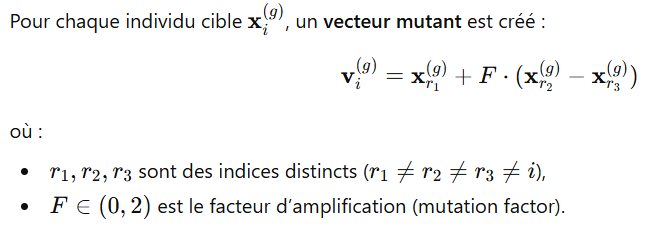 Pour chaque individu cible $\mathbf{x}_i^{(g)}$, un **vecteur mutant** est créé :
$$\mathbf{v}_i^{(g)} = \mathbf{x}_{r_1}^{(g)} + F \cdot (\mathbf{x}_{r_2}^{(g)} - \mathbf{x}_{r_3}^{(g)})$$
où :
• $r_1, r_2, r_3$ sont des indices distincts ($r_1 \neq r_2 \neq r_3 \neq i$),
• $F \in (0, 2)$ est le facteur d’amplification (mutation factor).